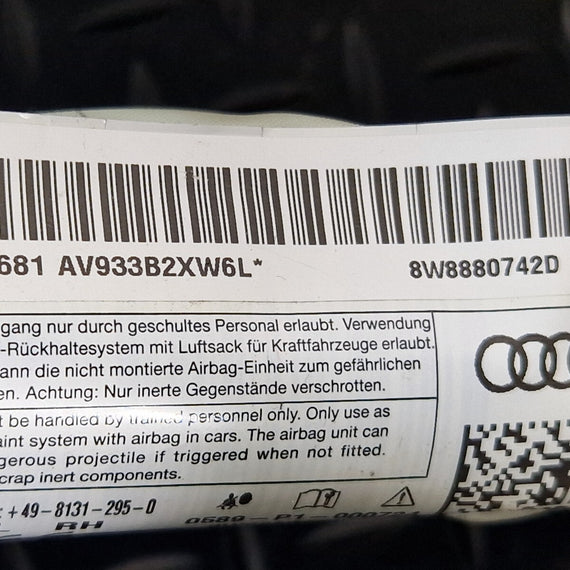 681 AV933B2XW6L*
8W8880742D
gang nur durch geschultes Personal erlaubt. Verwendung
-Rückhaltesystem mit Luftsack für Kraftfahrzeuge erlaubt.
ann die nicht montierte Airbag-Einheit zum gefährlichen
en. Achtung: Nur inerte Gegenstände verschrotten.
t be handled by trained personnel only. Only use as
aint system with airbag in cars. The airbag unit can
gerous projectile if triggered when not fitted.
crap inert components.
: +49-8131-295-0
RH
0589-P1-